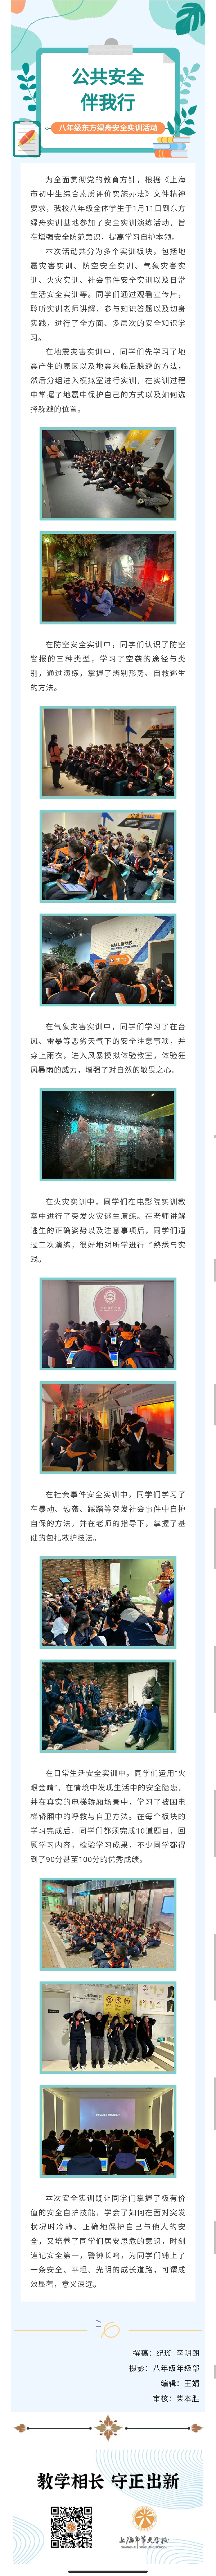 公共安全
伴我行
八年级东方绿舟安全实训活动
为全面贯彻党的教育方针，根据《上海
市初中生综合素质评价实施办法》文件精神
要求，我校八年级全体学生于1月11日到东方
绿舟实训基地参加了安全实训演练活动，旨
在增强安全防范意识，提高学习自护本领。
本次活动共分为多个实训板块，包括地
震灾害实训、防空安全实训、气象灾害实
训、火灾实训、社会事件安全实训以及日常
生活安全实训等。同学们通过观看宣传片，
聆听实训老师讲解，参与知识答题以及切身
实践，进行了全方面、多层次的安全知识学
习。
在地震灾害实训中，同学们先学习了地
震产生的原因以及地震来临后躲避的方法，
然后分组进入模拟室进行实训，在实训过程
中掌握了地震中保护自己的方式以及如何选
择躲避的位置。
在防空安全实训中，同学们认识了防空
警报的三种类型，学习了空袭的途径与类
别，通过演练，掌握了辨别形势、自救逃生
的方法。
在气象灾害实训中，同学们学习了在台
风、雷暴等恶劣天气下的安全注意事项，并
穿上雨衣，进入风暴摸拟体验教室，体验狂
风暴雨的威力，增强了对自然的敬畏之心。
在火灾实训中，同学们在电影院实训教
室中进行了突发火灾逃生演练。在老师讲解
逃生的正确姿势以及注意事项后，同学们通
过二次演练，很好地对所学进行了熟悉与实
践。
在社会事件安全实训中，同学们学习了
在暴动、恐袭、踩踏等突发社会事件中自护
自保的方法，并在老师的指导下，掌握了基
础的包扎救护技法。
在日常生活安全实训中，同学们运用“火
眼金睛”，在情境中发现生活中的安全隐患，
并在真实的电梯轿厢场景中，学习了被困电
梯轿厢中的呼救与自卫方法。在每个板块的
学习完成后，同学们都须完成10道题目，回
顾学习内容，检验学习成果，不少同学都得
到了90分甚至100分的优秀成绩。
本次安全实训既让同学们掌握了极有价
值的安全自护技能，学会了如何在面对突发
状况时冷静、正确地保护自己与他人的安
全，又培养了同学们居安思危的意识，时刻
谨记安全第一，警钟长鸣，为同学们铺上了
一条安全、平坦、光明的成长道路，可谓成
效显著，意义深远。
撰稿：纪璇 李明朗
摄影：八年级年级部
编辑：王娟
审核：柴本胜
教学相长 守正出新